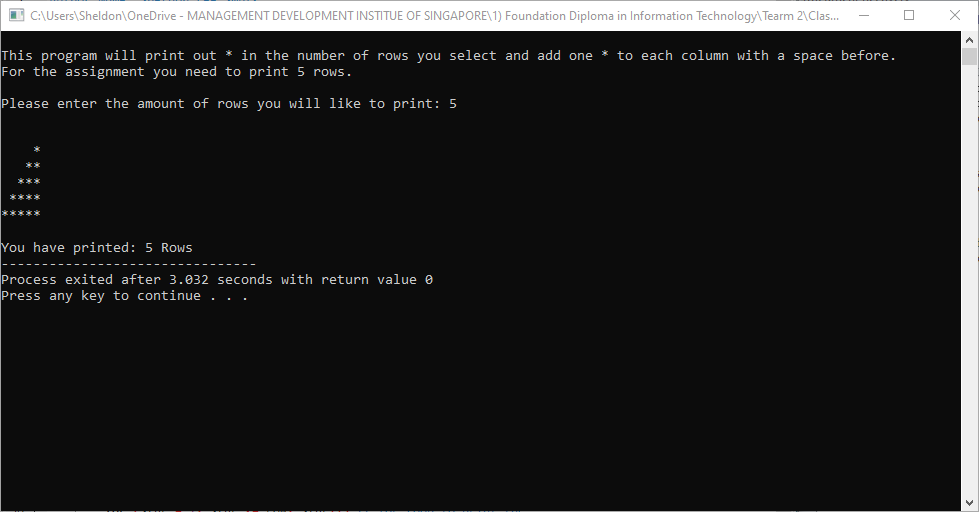 C:\Users\Sheldon\OneDrive - MANAGEMENT DEVELOPMENT INSTITUE OF SINGAPORE\1) Foundation Diploma in Information Technology\Tearm 2\Clas...
This program will print out * in the number of rows you select and add one * to each column with a space before.
For the assignment you need to print 5 rows.
Please enter the amount of rows you will like to print: 5
    *
   **
  ***
 ****
*****
You have printed: 5 Rows
--------------------------------
Process exited after 3.032 seconds with return value 0
Press any key to continue . . .